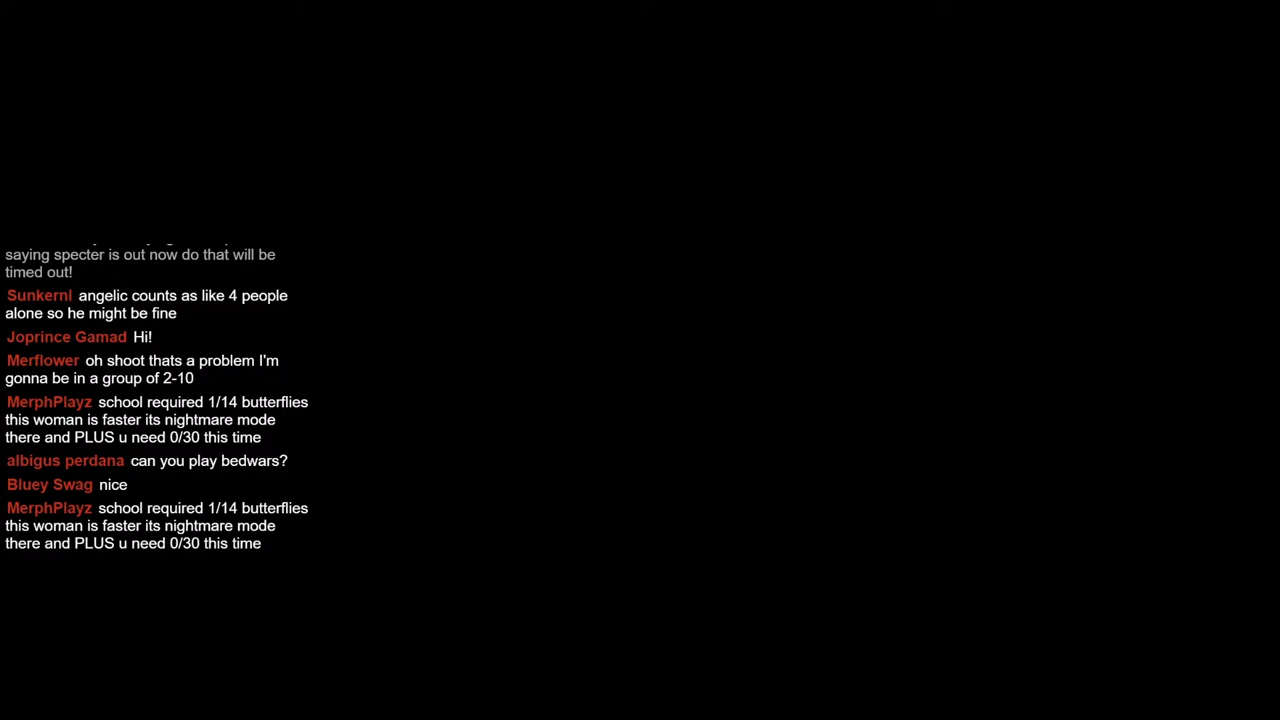 saying specter is out now do that will be
timed out!
Sunkernl angelic counts as like 4 people
alone so he might be fine
Joprince Gamad Hi!
Merflower oh shoot thats a problem I'm
gonna be in a group of 2-10
MerphPlayz school required 1/14 butterflies
this woman is faster its nightmare mode
there and PLUS u need 0/30 this time
albigus perdana can you play bedwars?
Bluey Swag nice
MerphPlayz school required 1/14 butterflies
this woman is faster its nightmare mode
there and PLUS u need 0/30 this time